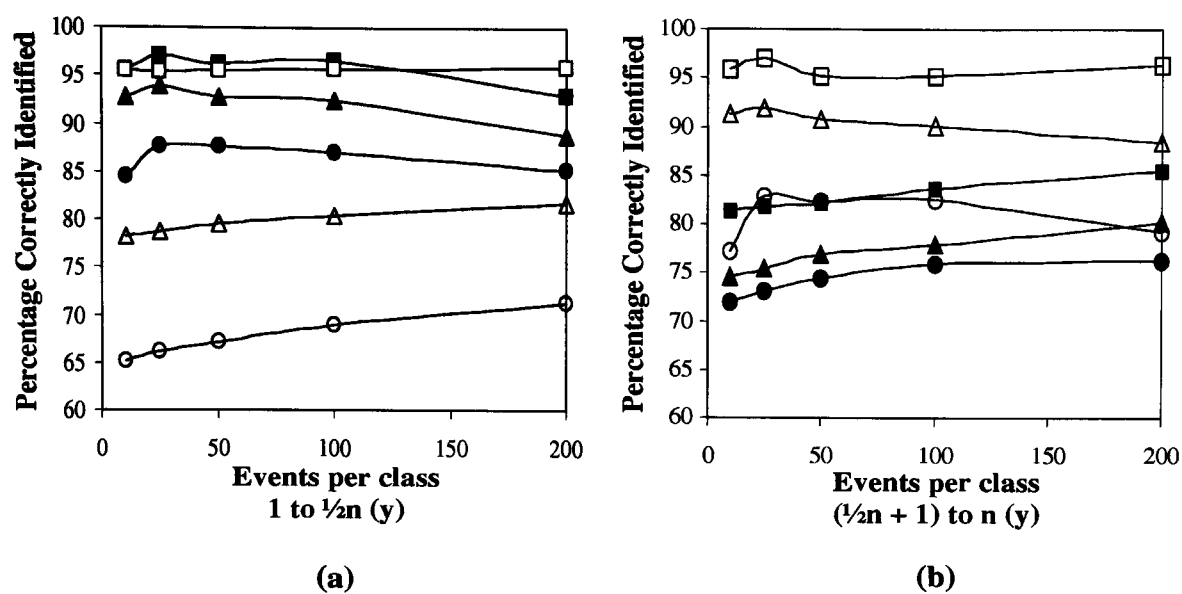 Percentage Correctly Identified
100
95
90
85
80
75
70
65
60
0 50 100 150 200
Events per class
1 to ½n (y)
(a)
Percentage Correctly Identified
100
95
90
85
80
75
70
65
60
0 50 100 150 200
Events per class
(½n + 1) to n (y)
(b)